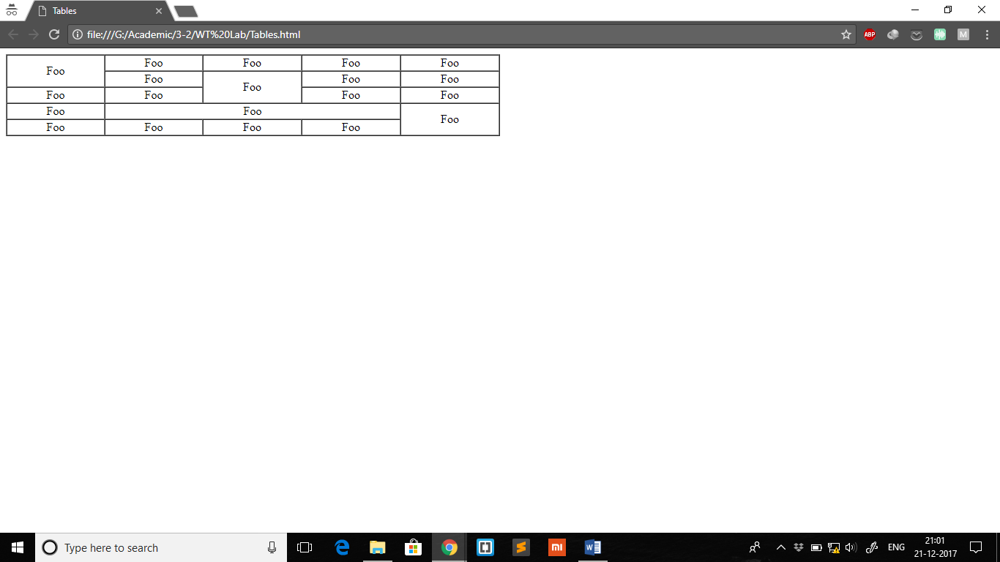 Tables
file:///G:/Academic/3-2/WT%20Lab/Tables.html
ABP
M
Foo Foo Foo Foo Foo
Foo Foo Foo Foo
Foo Foo Foo Foo
Foo Foo Foo
Foo Foo Foo Foo
Type here to search
mi
W
ENG
21:01
21-12-2017